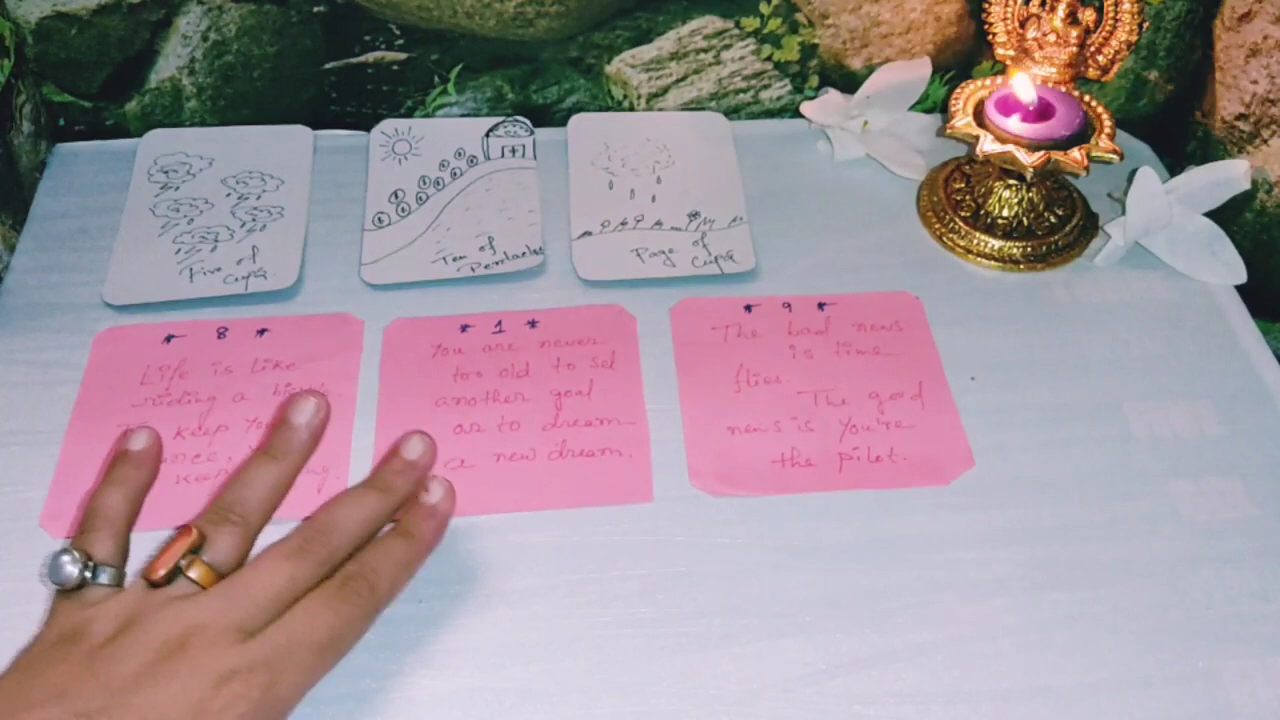 Five of
Cups
Ten of
Pentacles
Page of
Cups
* 8 *
Life is like
riding a
keep
keep
* 1 *
You are never
too old to set
another goal
or to dream
a new dream.
* 9 *
The bad news
is time
flies.
The good
news is You're
the pilot.